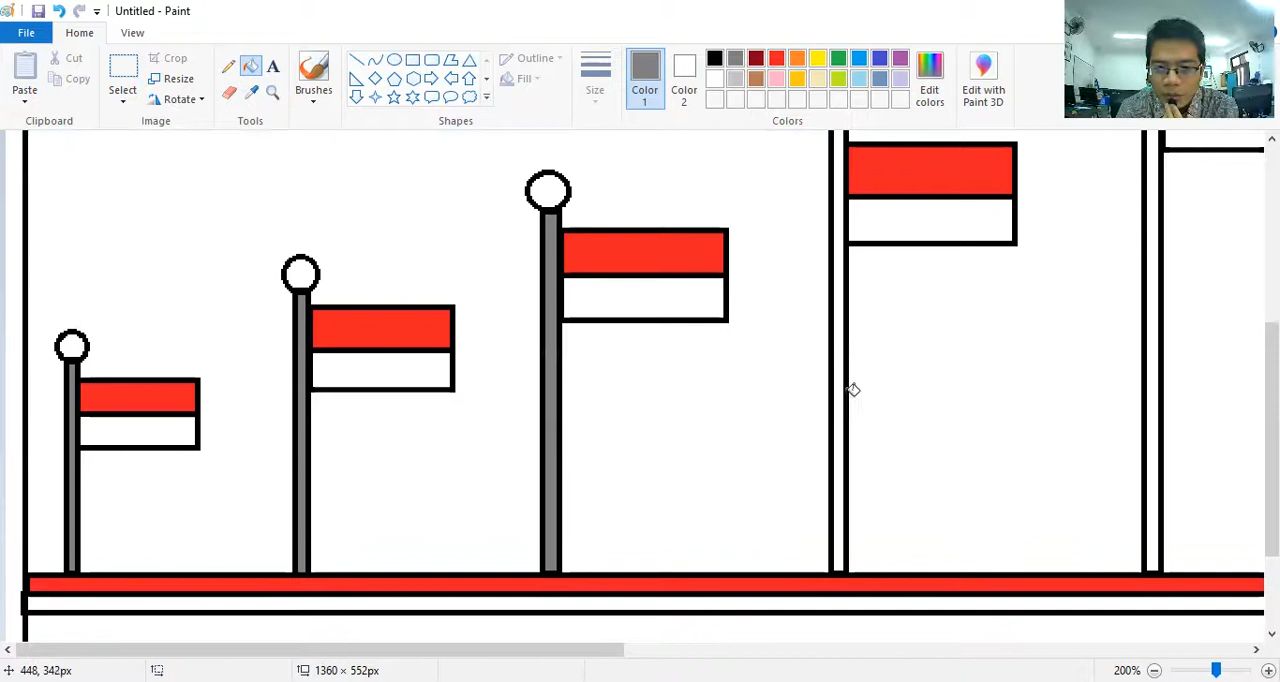 Untitled - Paint
File Home View
Paste
Cut
Copy
Clipboard
Select
Crop
Resize
Rotate
Image
Tools
Brushes
Shapes
Outline
Fill
Size
Color 1
Color 2
Colors
Edit colors
Edit with Paint 3D
448, 342px
1360 × 552px
200%